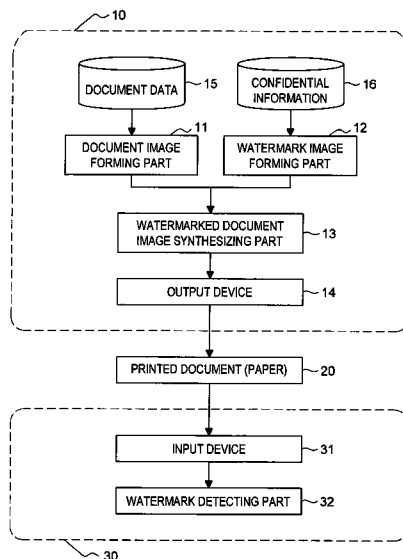 10
DOCUMENT DATA
15
CONFIDENTIAL
INFORMATION
16
11
DOCUMENT IMAGE
FORMING PART
12
WATERMARK IMAGE
FORMING PART
WATERMARKED DOCUMENT
IMAGE SYNTHESIZING PART
13
OUTPUT DEVICE
14
PRINTED DOCUMENT (PAPER)
20
INPUT DEVICE
31
WATERMARK DETECTING PART
32
30